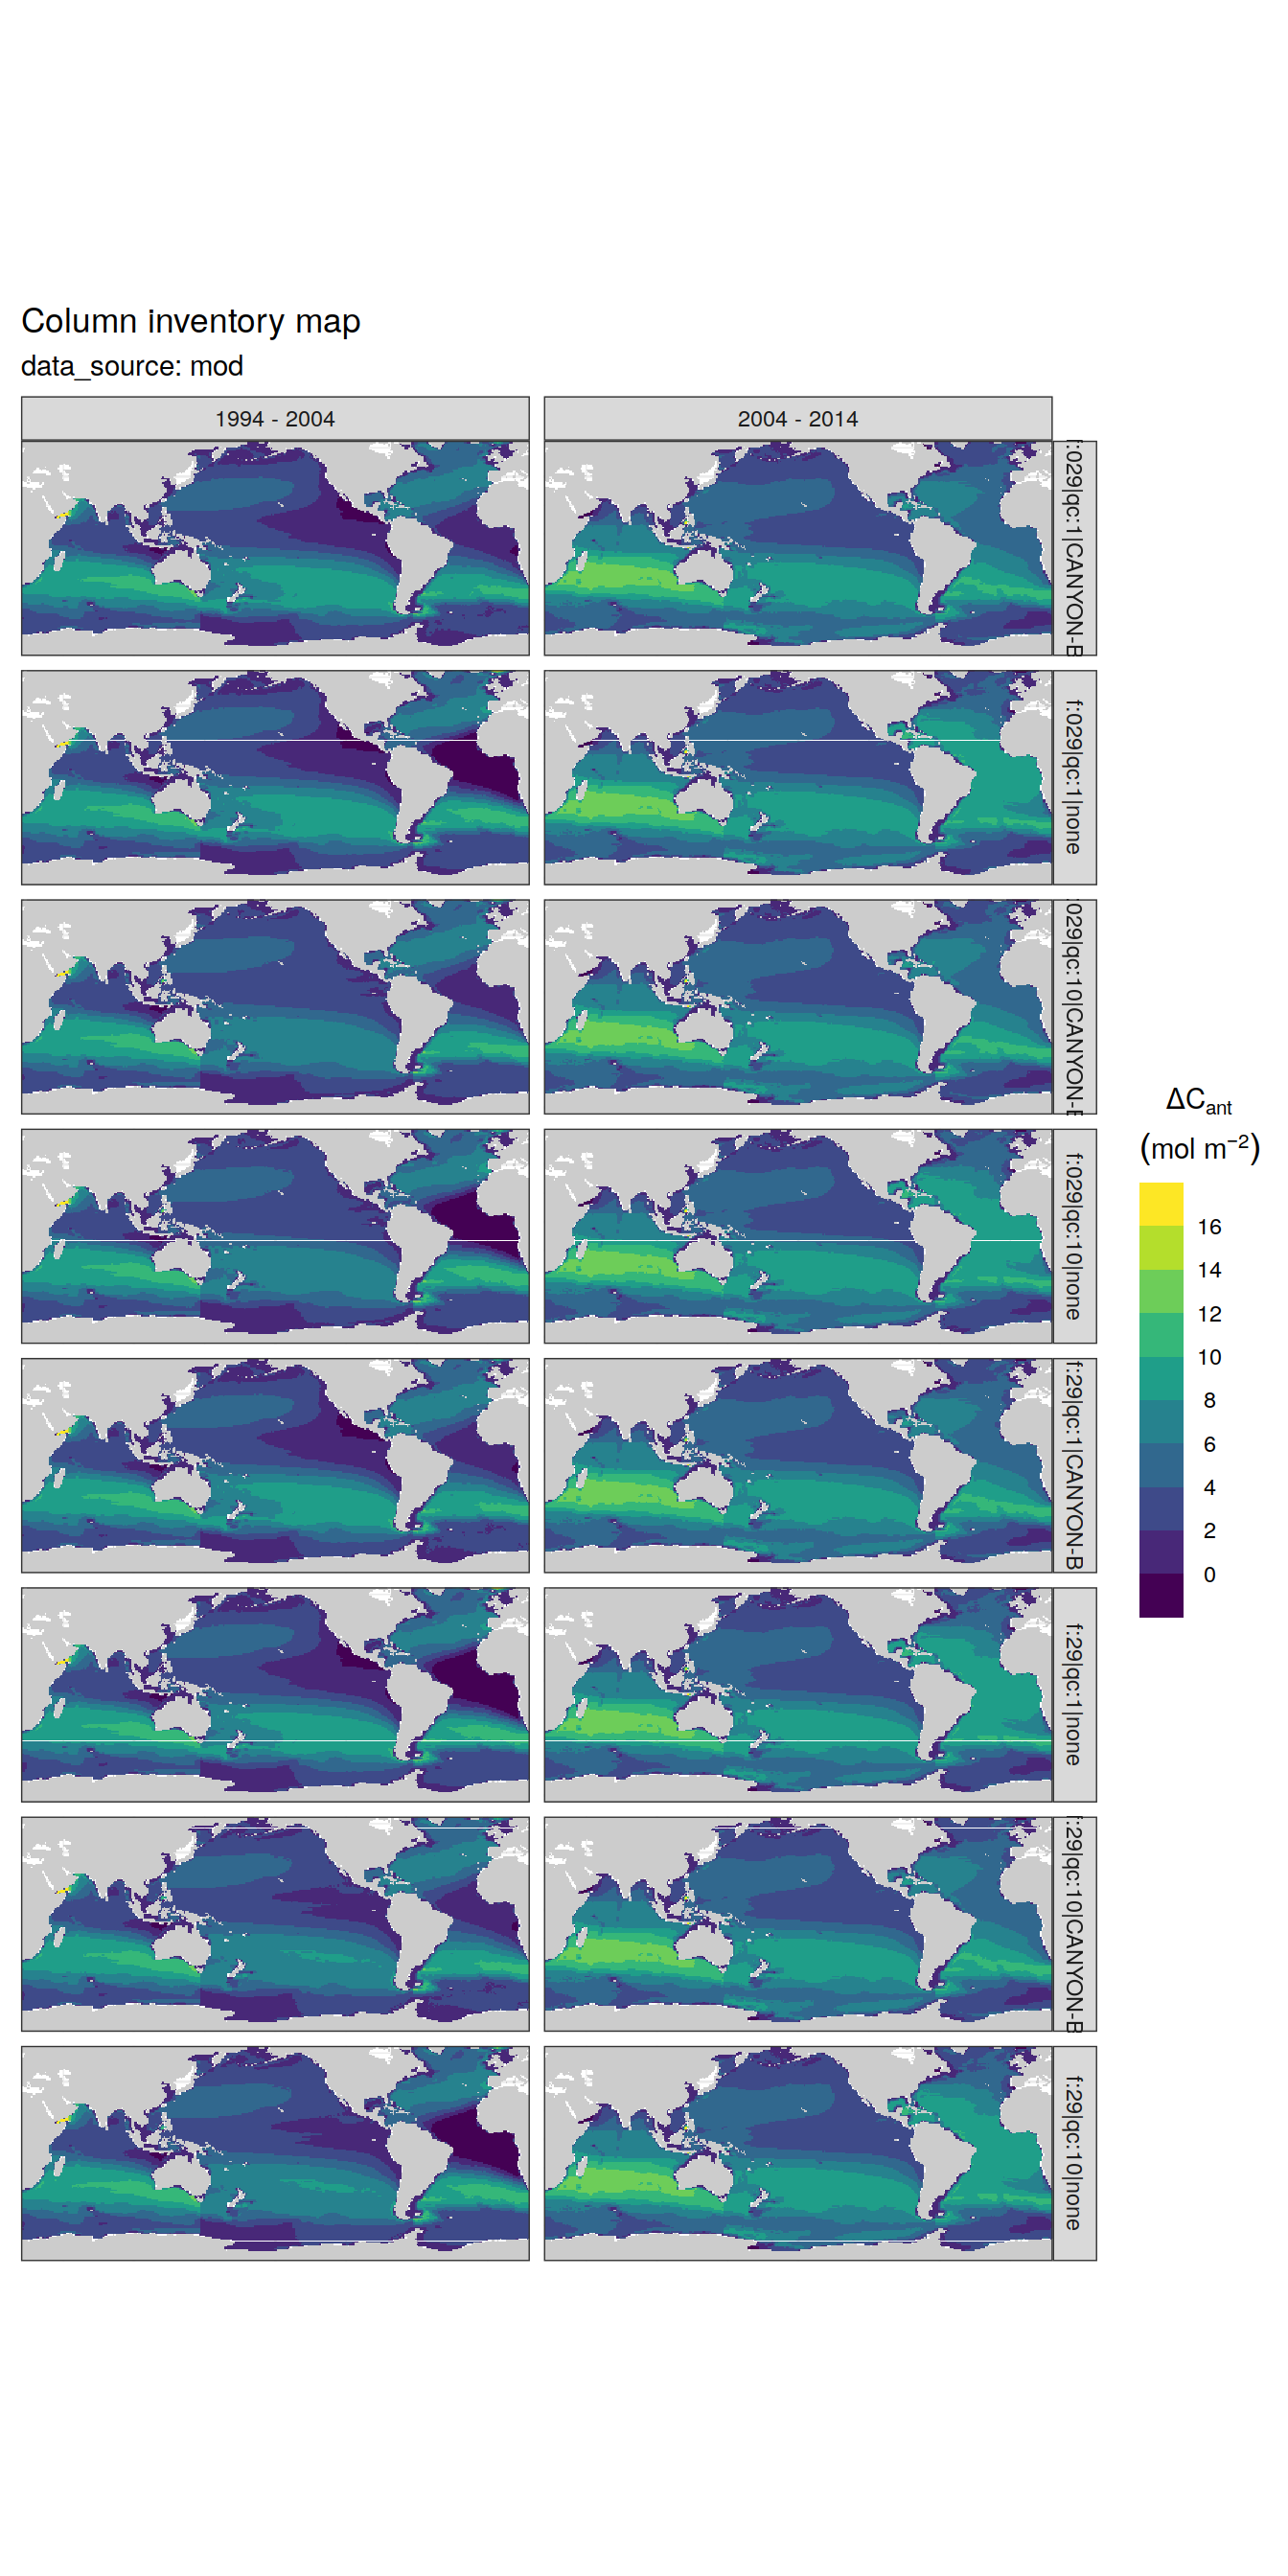 Column inventory map
data_source: mod
1994 - 2004
2004 - 2014
f:029|qc:1|CANYON-B
f:029|qc:1|none
029|qc:10|CANYON-B
f:029|qc:10|none
f:29|qc:1|CANYON-B
f:29|qc:1|none
f:29|qc:10|CANYON-B
f:29|qc:10|none
ΔCant
(mol m−2)
16
14
12
10
8
6
4
2
0